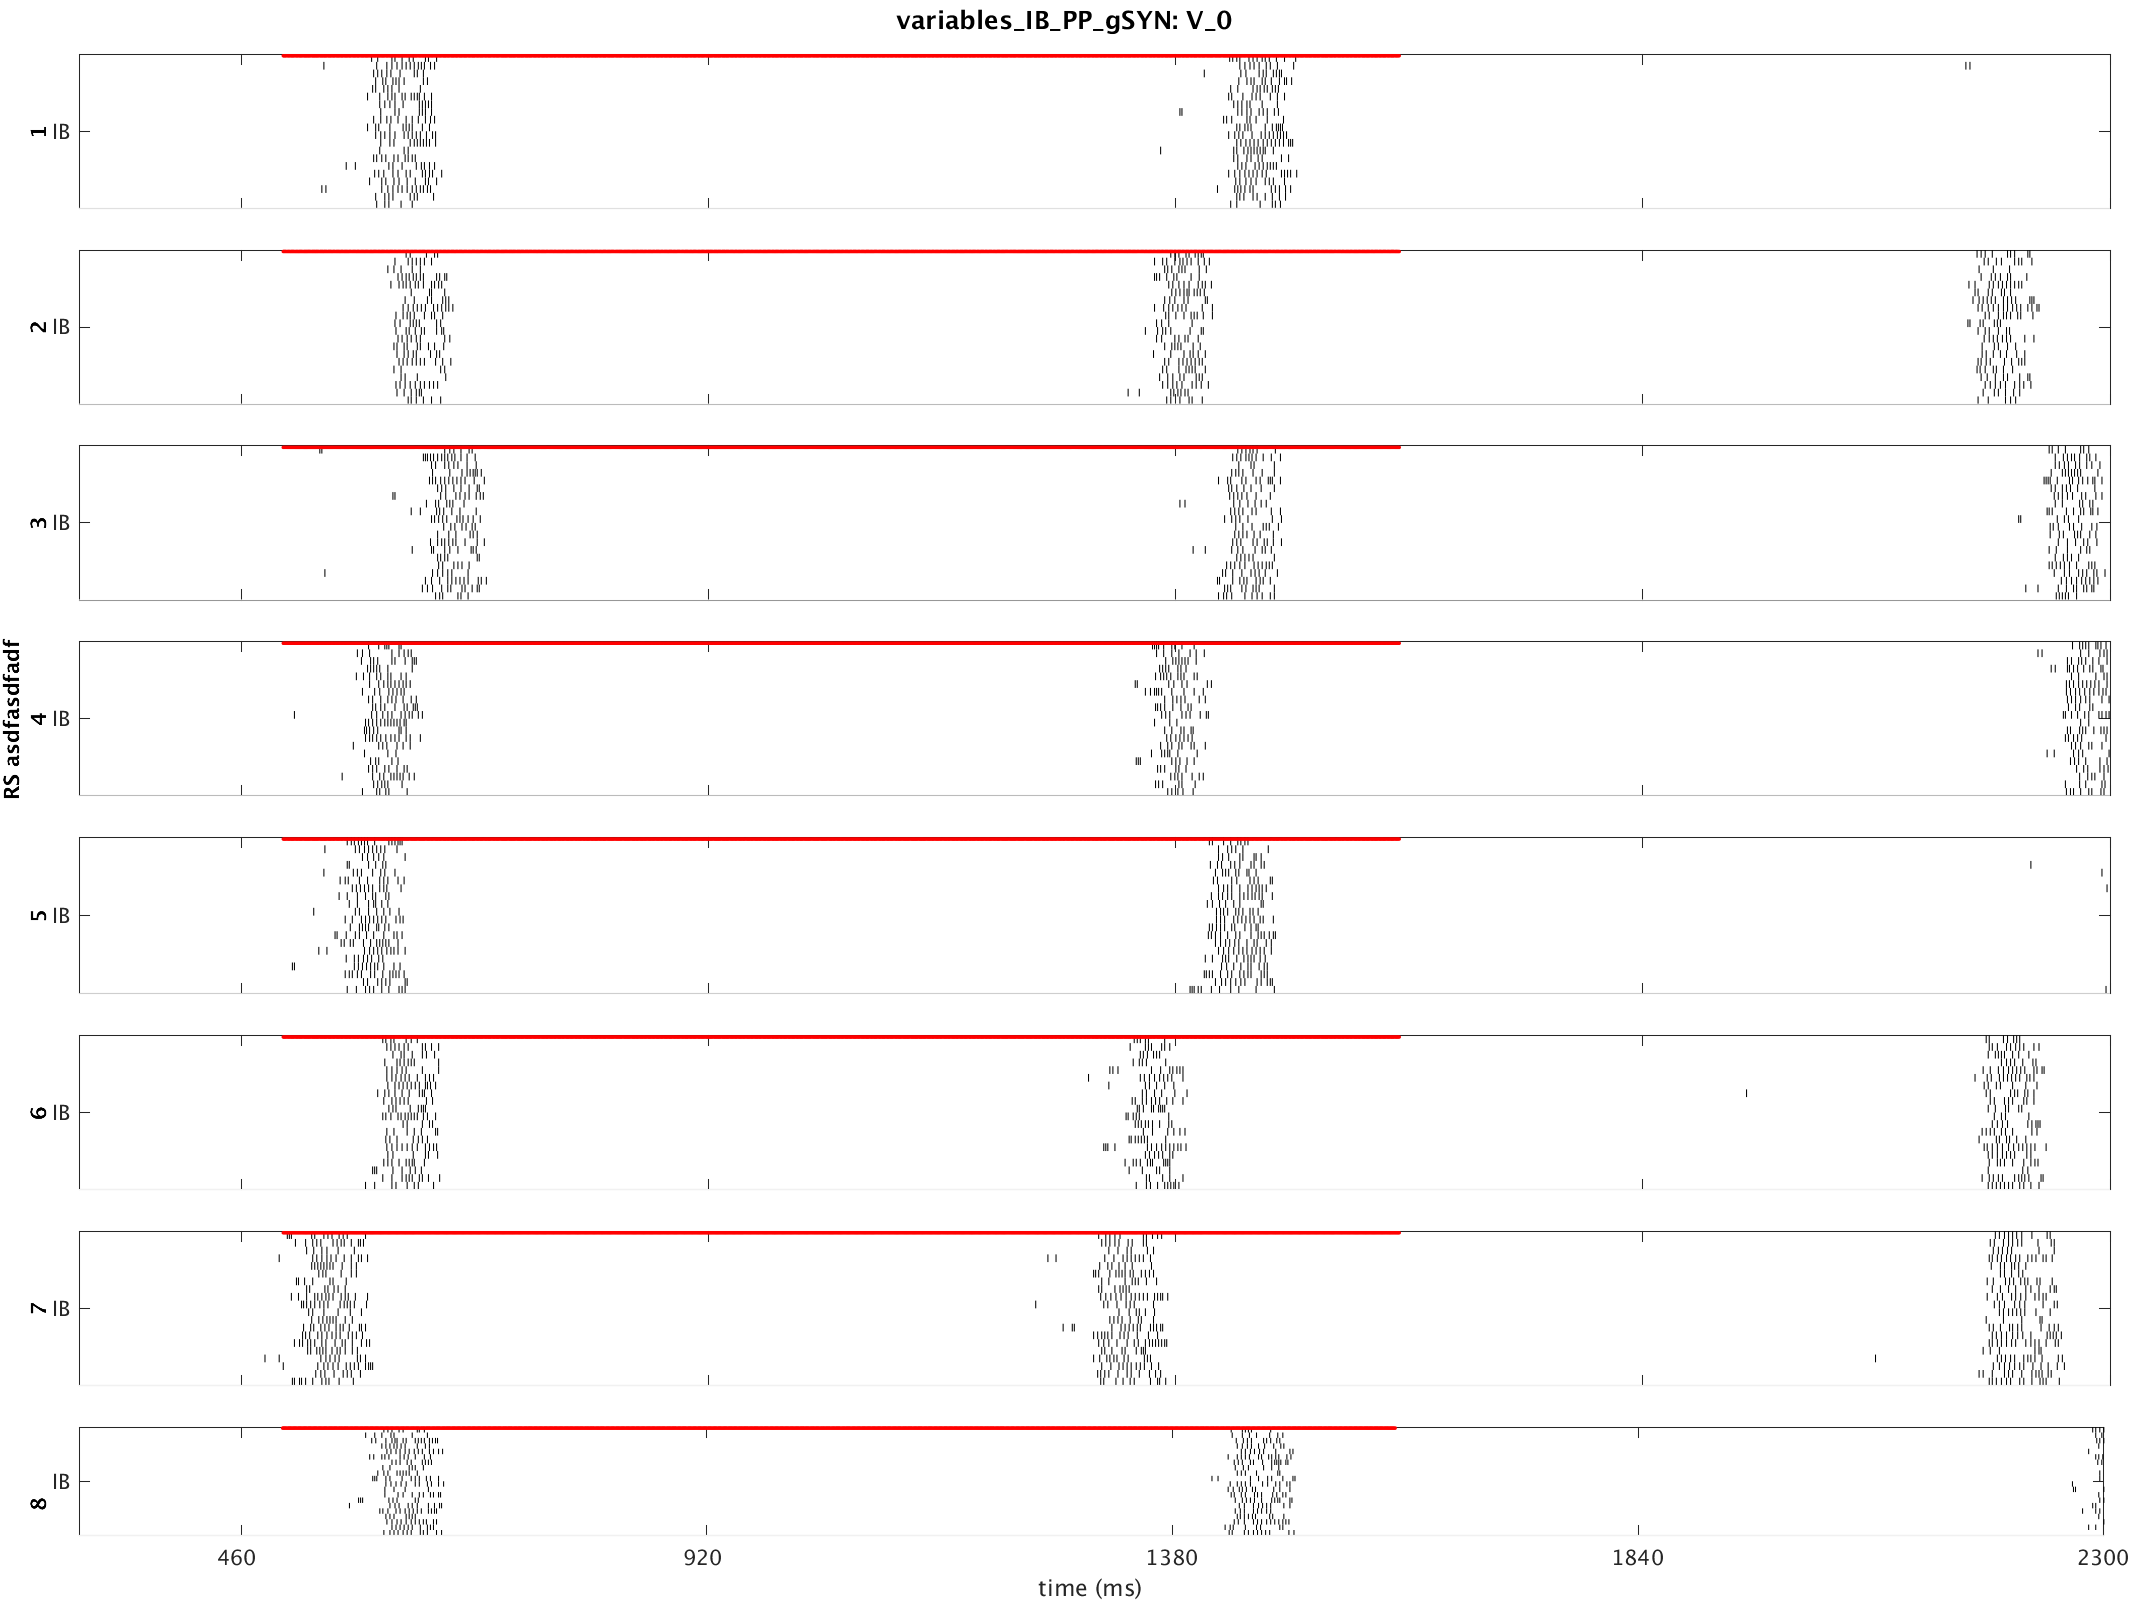 variables_IB_PP_gSYN: V_0
1 IB
2 IB
3 IB
RS asdfasdfadf
4 IB
5 IB
6 IB
7 IB
8 IB
460 920 1380 1840 2300
time (ms)